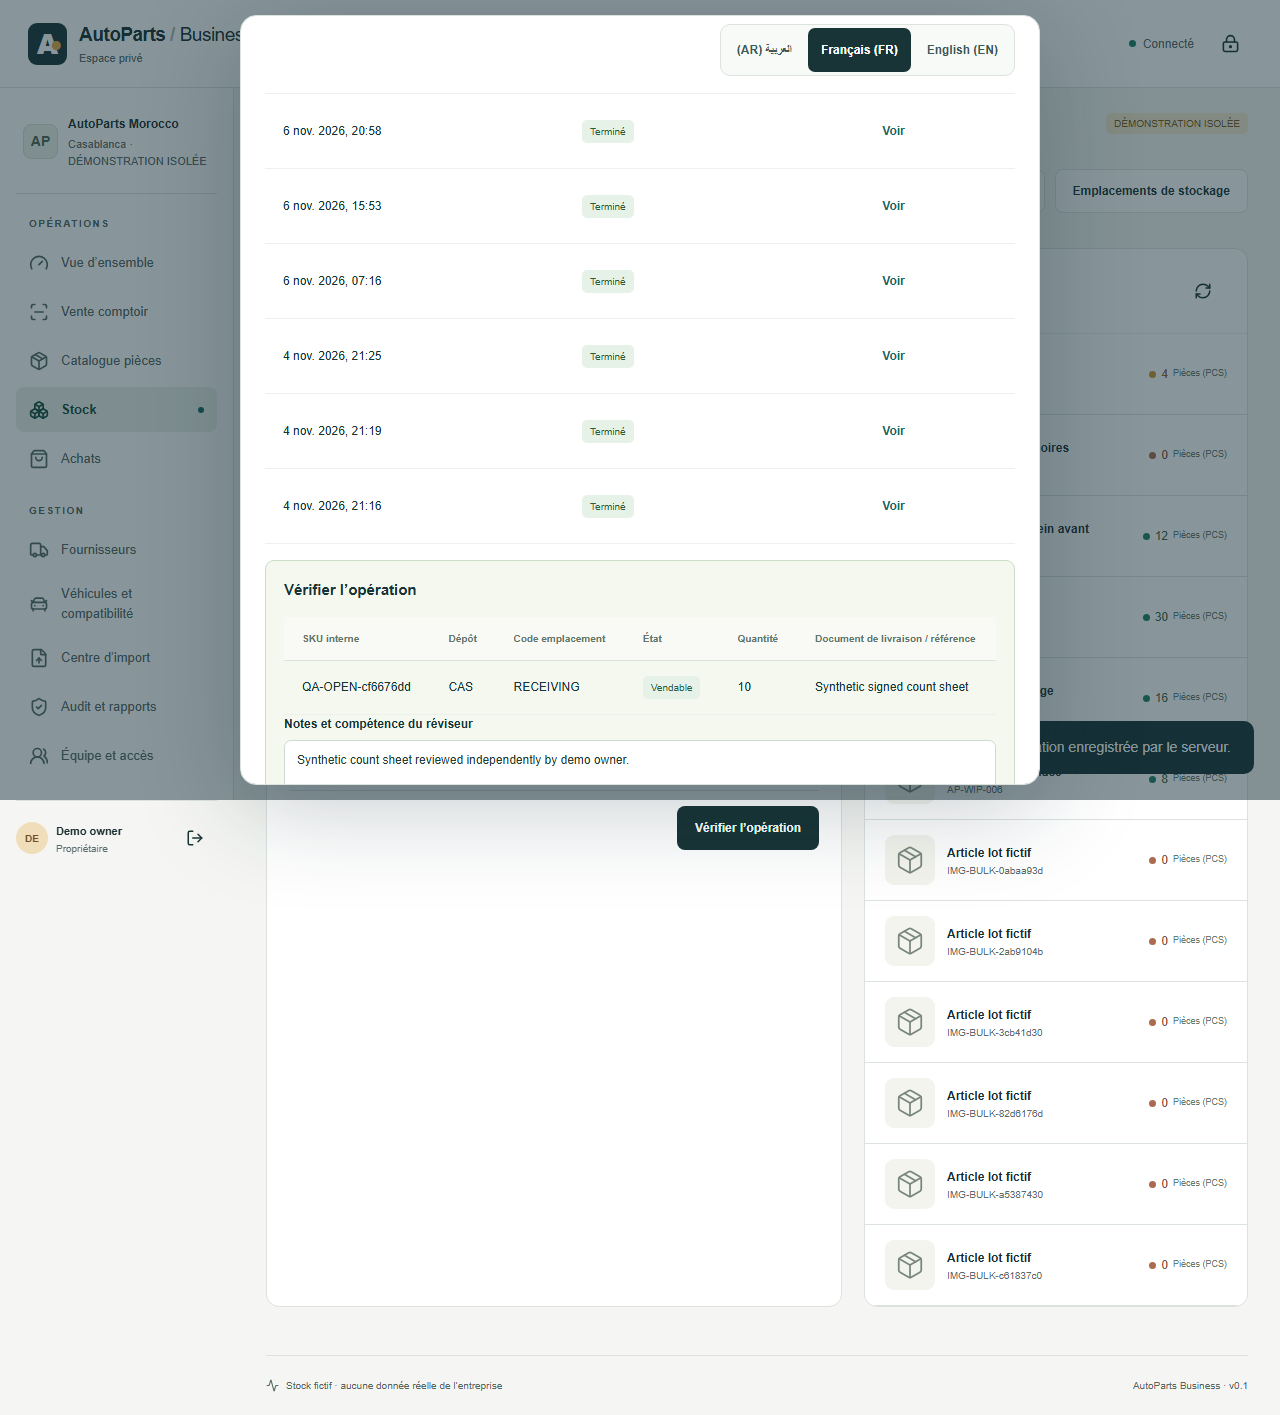 AutoParts / Busines
Espace privé
العربية (AR)
Français (FR)
English (EN)
Connecté
AP
AutoParts Morocco
Casablanca ·
DÉMONSTRATION ISOLÉE
DÉMONSTRATION ISOLÉE
Emplacements de stockage
OPÉRATIONS
Vue d’ensemble
Vente comptoir
Catalogue pièces
Stock
Achats
GESTION
Fournisseurs
Véhicules et
compatibilité
Centre d’import
Audit et rapports
Équipe et accès
DE
Demo owner
Propriétaire
6 nov. 2026, 20:58 Terminé Voir
6 nov. 2026, 15:53 Terminé Voir
6 nov. 2026, 07:16 Terminé Voir
4 nov. 2026, 21:25 Terminé Voir
4 nov. 2026, 21:19 Terminé Voir
4 nov. 2026, 21:16 Terminé Voir
Vérifier l’opération
SKU interne Dépôt Code emplacement État Quantité Document de livraison / référence
QA-OPEN-cf6676dd CAS RECEIVING Vendable 10 Synthetic signed count sheet
Notes et compétence du réviseur
Synthetic count sheet reviewed independently by demo owner.
Vérifier l’opération
4 Pièces (PCS)
oires
0 Pièces (PCS)
ein avant
12 Pièces (PCS)
30 Pièces (PCS)
ge
16 Pièces (PCS)
ation enregistrée par le serveur.
8 Pièces (PCS)
AP-WIP-006
Article lot fictif
IMG-BULK-0abaa93d
0 Pièces (PCS)
Article lot fictif
IMG-BULK-2ab9104b
0 Pièces (PCS)
Article lot fictif
IMG-BULK-3cb41d30
0 Pièces (PCS)
Article lot fictif
IMG-BULK-82d6176d
0 Pièces (PCS)
Article lot fictif
IMG-BULK-a5387430
0 Pièces (PCS)
Article lot fictif
IMG-BULK-c61837c0
0 Pièces (PCS)
Stock fictif · aucune donnée réelle de l’entreprise
AutoParts Business · v0.1